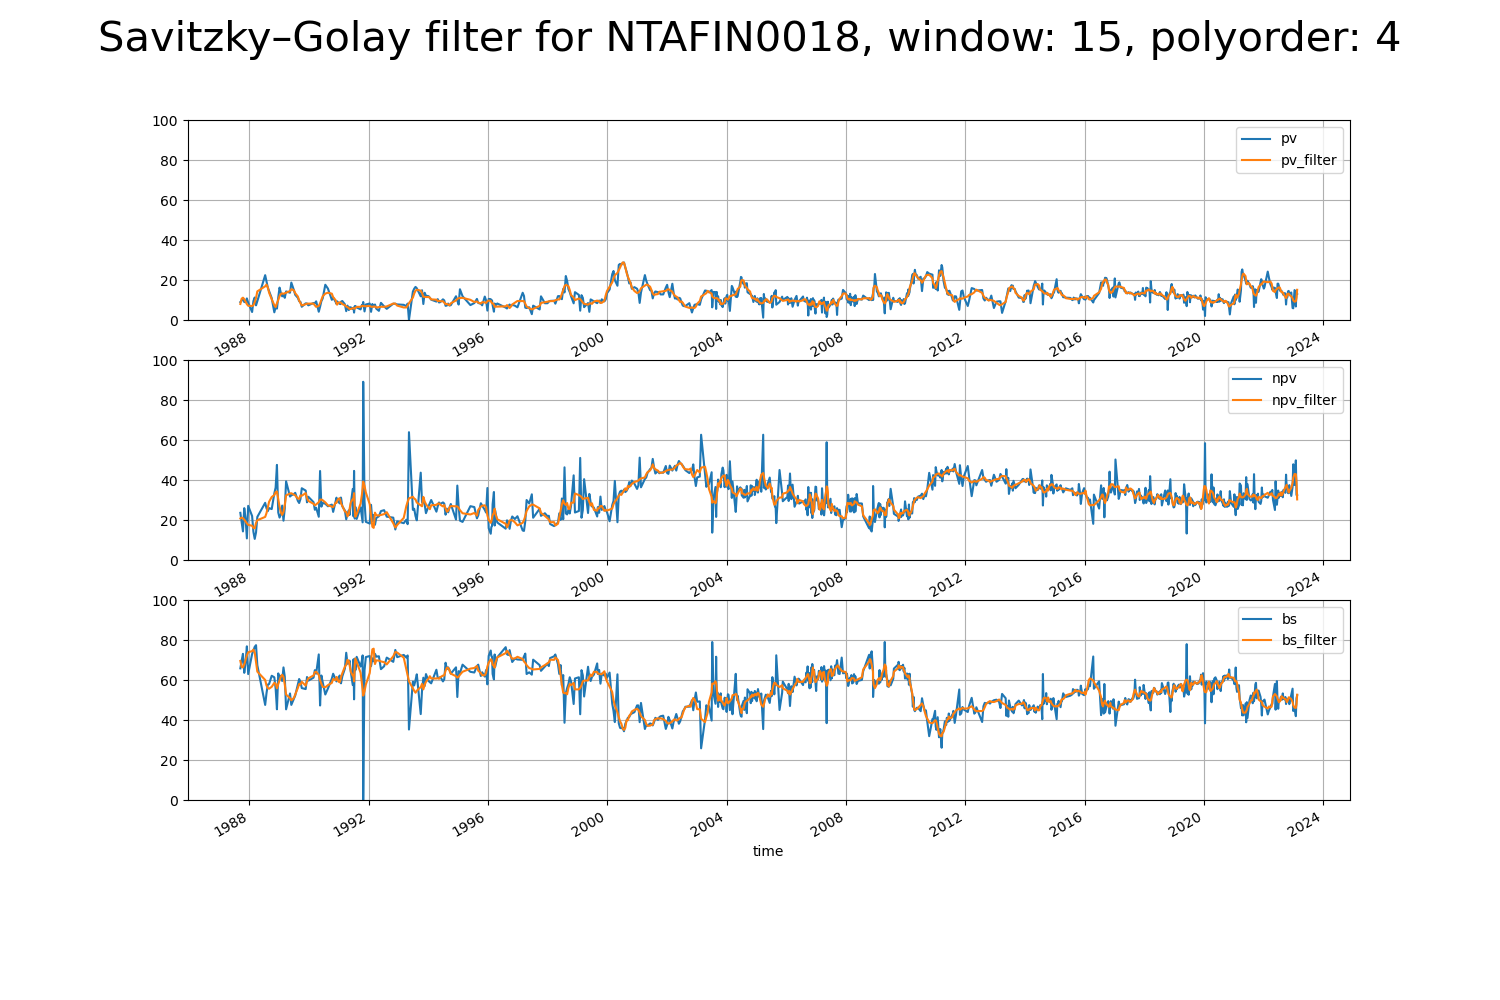 Savitzky–Golay filter for NTAFIN0018, window: 15, polyorder: 4
100
80
60
40
20
0
pv
pv_filter
1988 1992 1996 2000 2004 2008 2012 2016 2020 2024
100
80
60
40
20
0
npv
npv_filter
1988 1992 1996 2000 2004 2008 2012 2016 2020 2024
100
80
60
40
20
0
bs
bs_filter
1988 1992 1996 2000 2004 2008 2012 2016 2020 2024
time